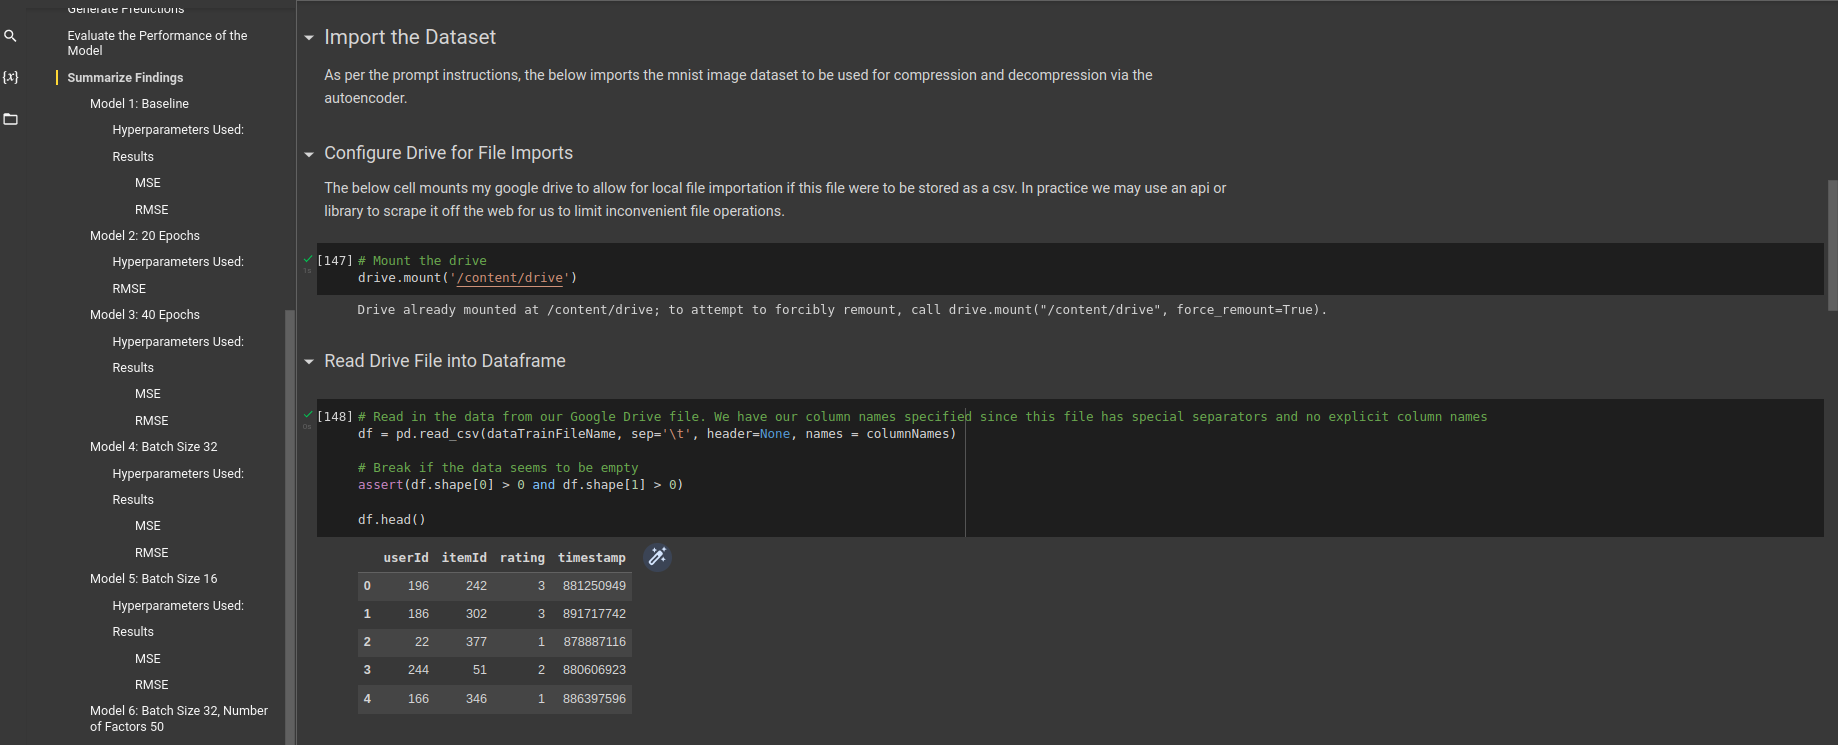 Generate Predictions
Evaluate the Performance of the
Model
Summarize Findings
Model 1: Baseline
Hyperparameters Used:
Results
MSE
RMSE
Model 2: 20 Epochs
Hyperparameters Used:
RMSE
Model 3: 40 Epochs
Hyperparameters Used:
Results
MSE
RMSE
Model 4: Batch Size 32
Hyperparameters Used:
Results
MSE
RMSE
Model 5: Batch Size 16
Hyperparameters Used:
Results
MSE
RMSE
Model 6: Batch Size 32, Number
of Factors 50
{x}
Import the Dataset
As per the prompt instructions, the below imports the mnist image dataset to be used for compression and decompression via the
autoencoder.
Configure Drive for File Imports
The below cell mounts my google drive to allow for local file importation if this file were to be stored as a csv. In practice we may use an api or
library to scrape it off the web for us to limit inconvenient file operations.
[147] # Mount the drive
1s
drive.mount('/content/drive')
Drive already mounted at /content/drive; to attempt to forcibly remount, call drive.mount("/content/drive", force_remount=True).
Read Drive File into Dataframe
[148] # Read in the data from our Google Drive file. We have our column names specified since this file has special separators and no explicit column names
0s
df = pd.read_csv(dataTrainFileName, sep='\t', header=None, names = columnNames)
# Break if the data seems to be empty
assert(df.shape[0] > 0 and df.shape[1] > 0)
df.head()
userId itemId rating timestamp
0 196 242 3 881250949
1 186 302 3 891717742
2 22 377 1 878887116
3 244 51 2 880606923
4 166 346 1 886397596